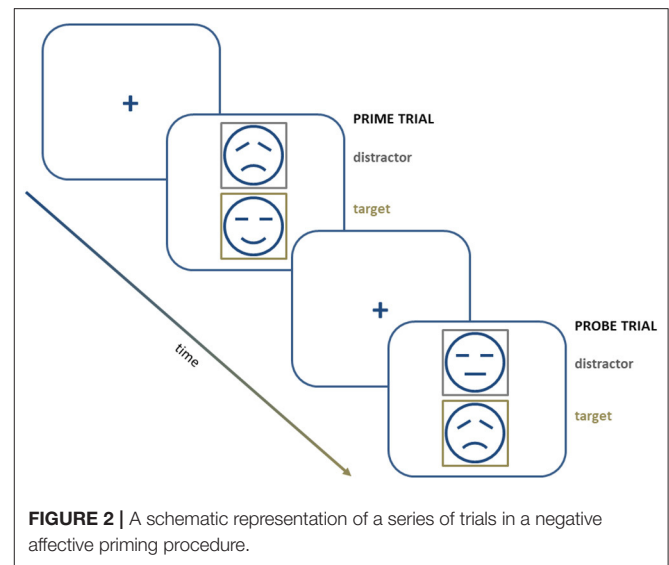 PRIME TRIAL
distractor
target
time
PROBE TRIAL
distractor
target
FIGURE 2 | A schematic representation of a series of trials in a negative
affective priming procedure.